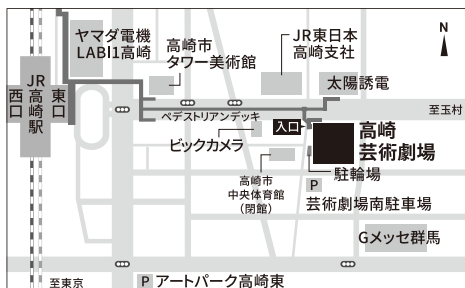 ヤマダ電機
LABI1高崎
高崎市
タワー美術館
JR東日本
高崎支社
N
太陽誘電
西口
JR高崎駅
東口
至玉村
ペデストリアンデッキ
入口
高崎
芸術劇場
ビックカメラ
駐輪場
高崎市
中央体育館
(閉館)
P
芸術劇場南駐車場
Gメッセ群馬
至東京
P アートパーク高崎東